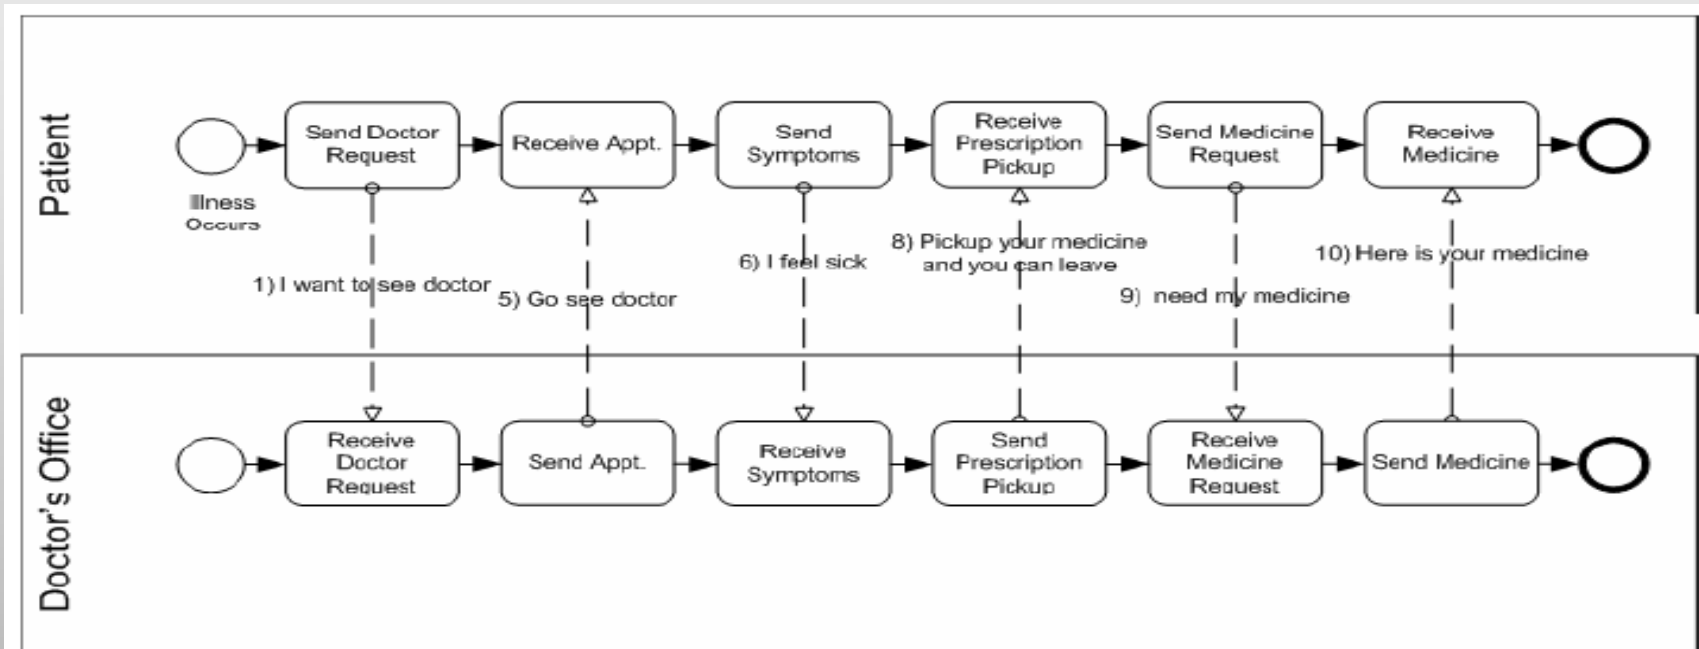 Patient
Illness
Occurs
Send Doctor
Request
Receive Appt.
Send
Symptoms
Receive
Prescription
Pickup
Send Medicine
Request
Receive
Medicine
1) I want to see doctor
5) Go see doctor
6) I feel sick
8) Pickup your medicine
and you can leave
9) need my medicine
10) Here is your medicine
Doctor's Office
Receive
Doctor
Request
Send Appt.
Receive
Symptoms
Send
Prescription
Pickup
Receive
Medicine
Request
Send Medicine